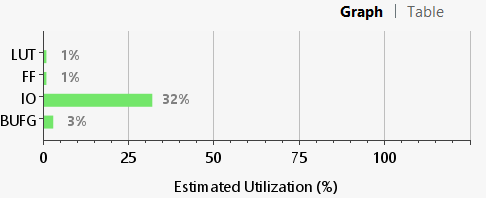 Graph | Table
LUT 1%
FF 1%
IO 32%
BUFG 3%
0 25 50 75 100
Estimated Utilization (%)